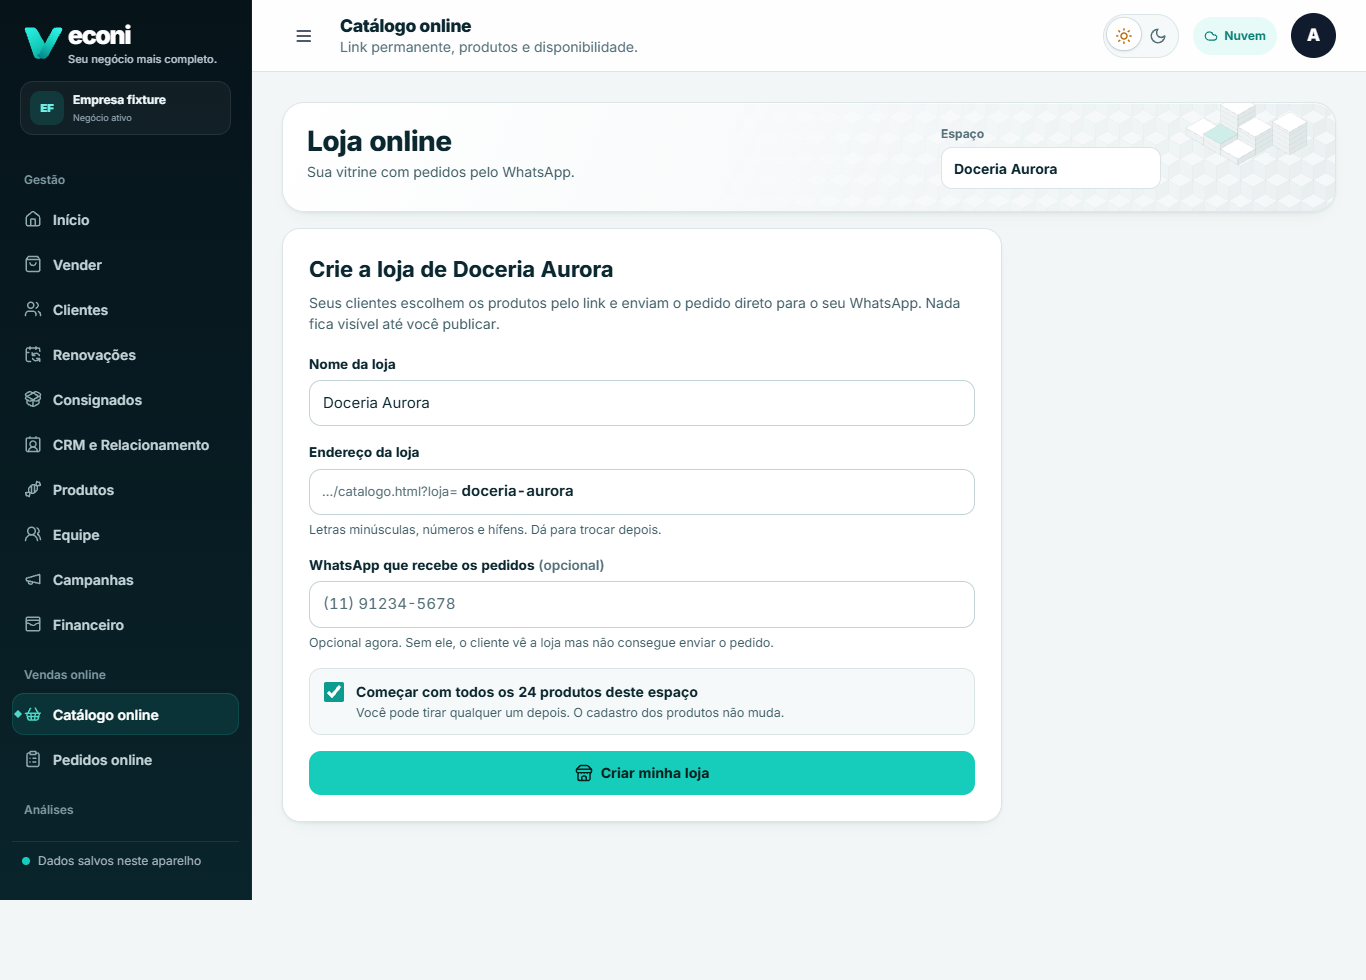 Veconi
Seu negócio mais completo.
EF
Empresa fixture
Negócio ativo
Gestão
Início
Vender
Clientes
Renovações
Consignados
CRM e Relacionamento
Produtos
Equipe
Campanhas
Financeiro
Vendas online
Catálogo online
Pedidos online
Análises
Dados salvos neste aparelho
Catálogo online
Link permanente, produtos e disponibilidade.
Nuvem
A
Loja online
Sua vitrine com pedidos pelo WhatsApp.
Espaço
Doceria Aurora
Crie a loja de Doceria Aurora
Seus clientes escolhem os produtos pelo link e enviam o pedido direto para o seu WhatsApp. Nada
fica visível até você publicar.
Nome da loja
Doceria Aurora
Endereço da loja
.../catalogo.html?loja= doceria-aurora
Letras minúsculas, números e hífens. Dá para trocar depois.
WhatsApp que recebe os pedidos (opcional)
(11) 91234-5678
Opcional agora. Sem ele, o cliente vê a loja mas não consegue enviar o pedido.
Começar com todos os 24 produtos deste espaço
Você pode tirar qualquer um depois. O cadastro dos produtos não muda.
Criar minha loja